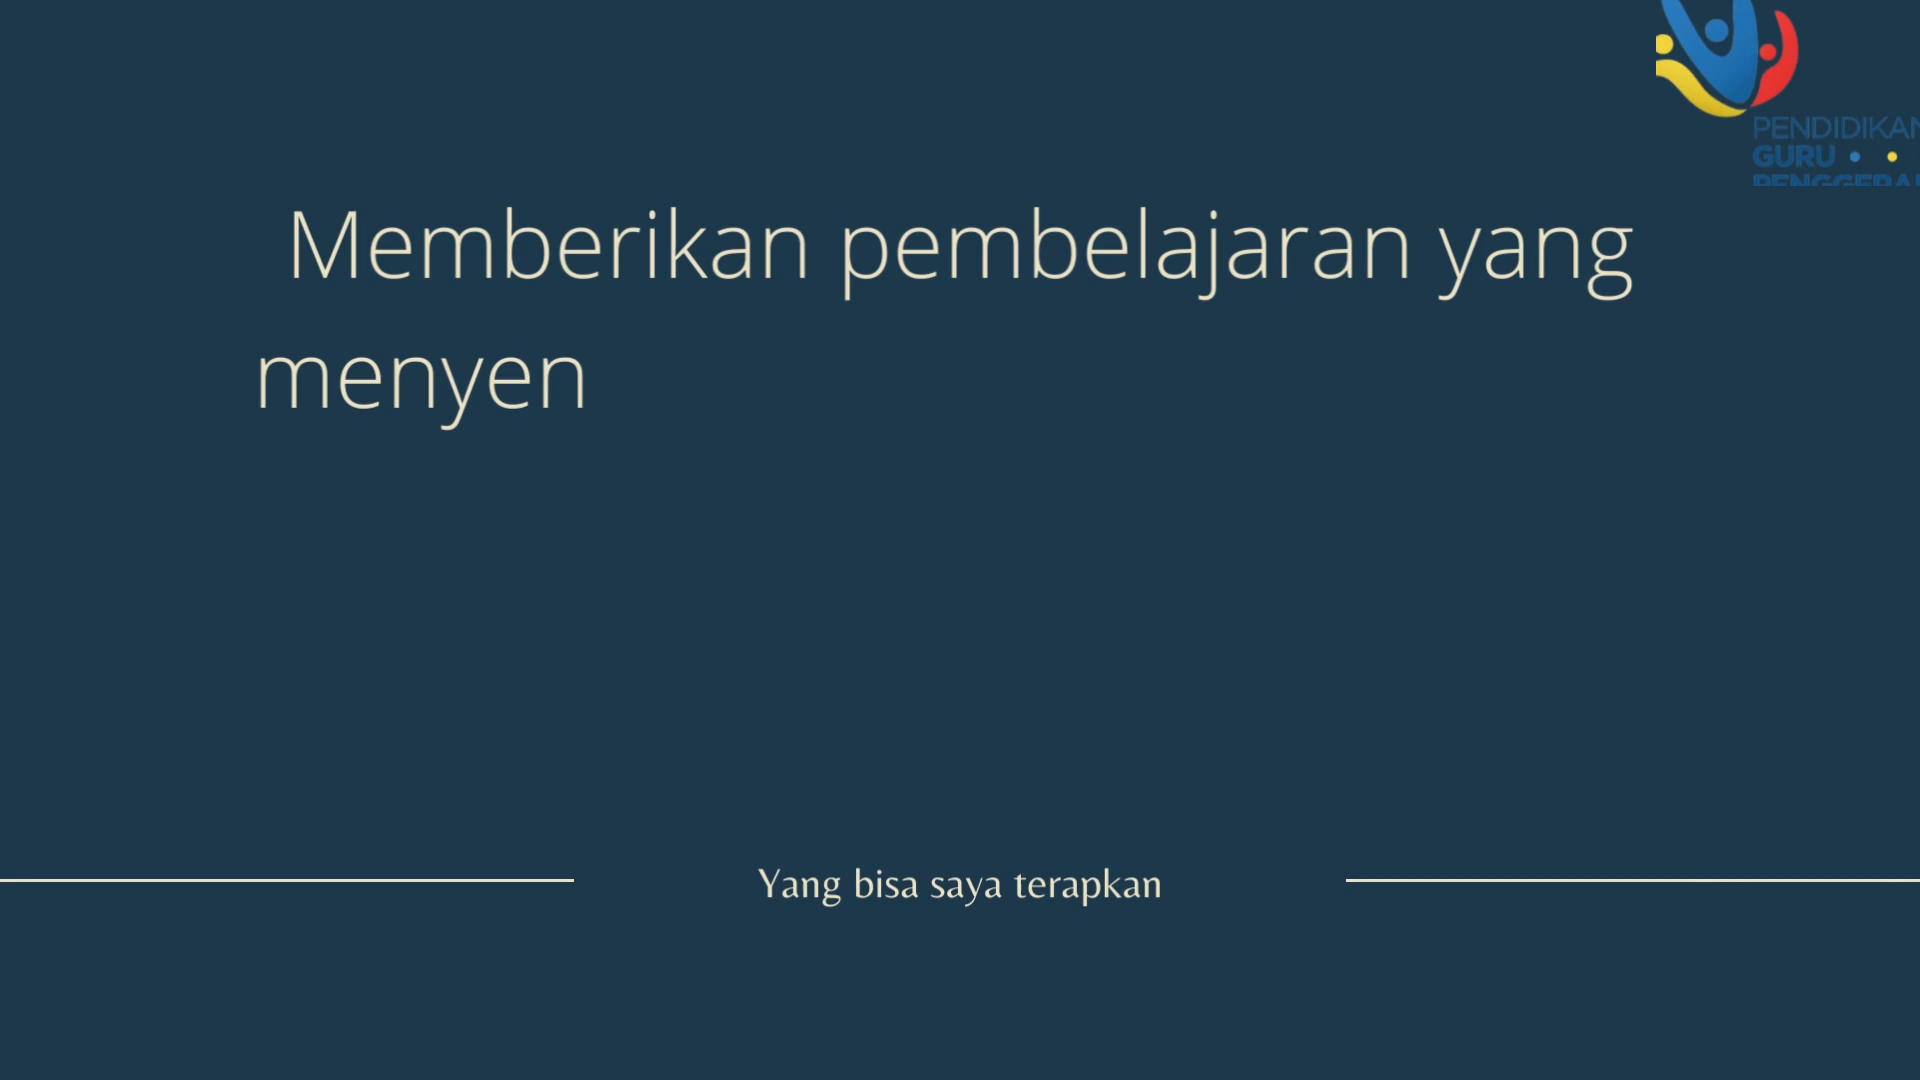 PENDIDIKAN
GURU
Memberikan pembelajaran yang
menyen
Yang bisa saya terapkan